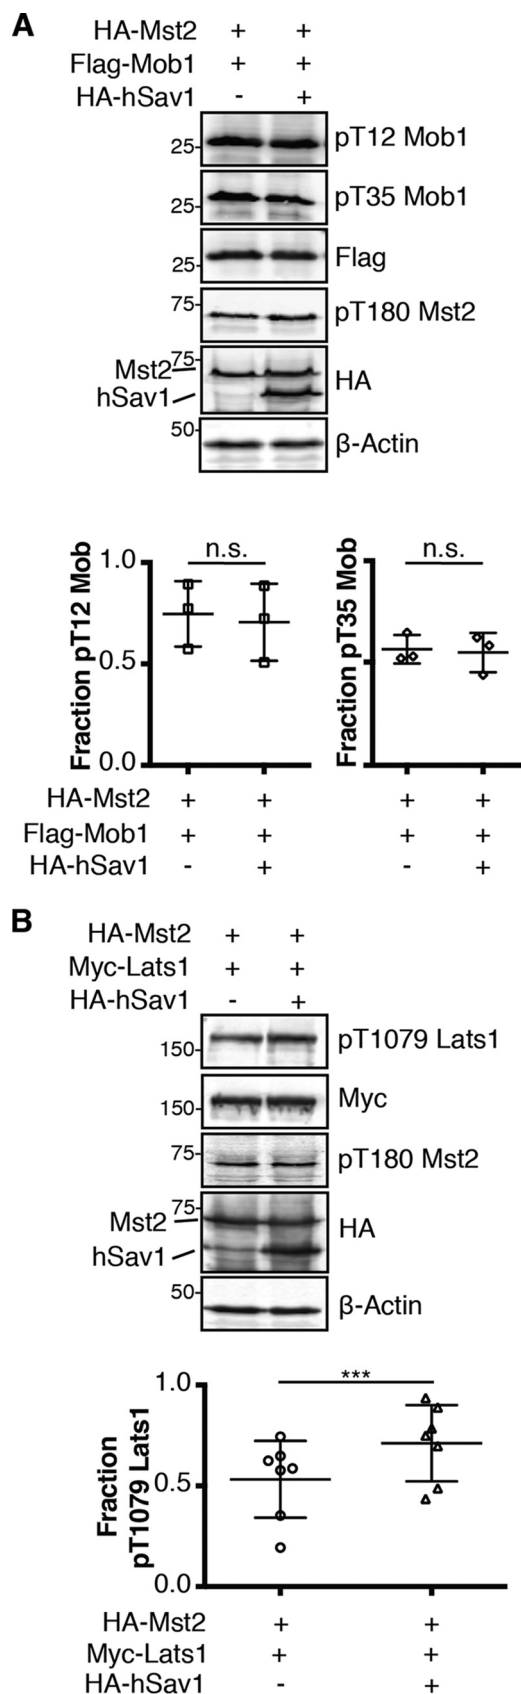 A
HA-Mst2 + +
Flag-Mob1 + +
HA-hSav1 - +
25- pT12 Mob1
25- pT35 Mob1
25- Flag
75- pT180 Mst2
75-
Mst2
HA
hSav1
50- β-Actin
n.s.
1.0
0.5
0.0
Fraction pT12 Mob
HA-Mst2 + +
Flag-Mob1 + +
HA-hSav1 - +
n.s.
Fraction pT35 Mob
+ +
+ +
- +
B
HA-Mst2 + +
Myc-Lats1 + +
HA-hSav1 - +
150- pT1079 Lats1
150- Myc
75- pT180 Mst2
75-
Mst2
HA
hSav1
50- β-Actin
***
1.0
0.5
0.0
Fraction
pT1079 Lats1
HA-Mst2 + +
Myc-Lats1 + +
HA-hSav1 - +